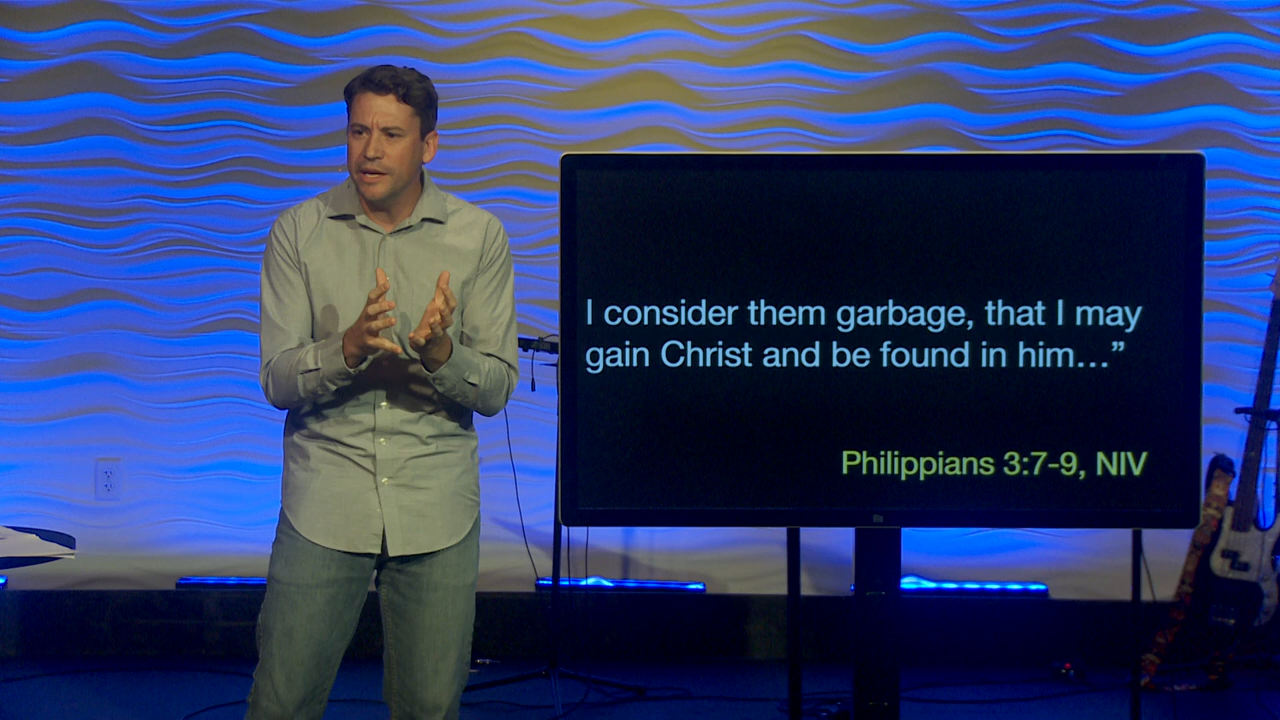 I consider them garbage, that I may
gain Christ and be found in him…”
Philippians 3:7-9, NIV